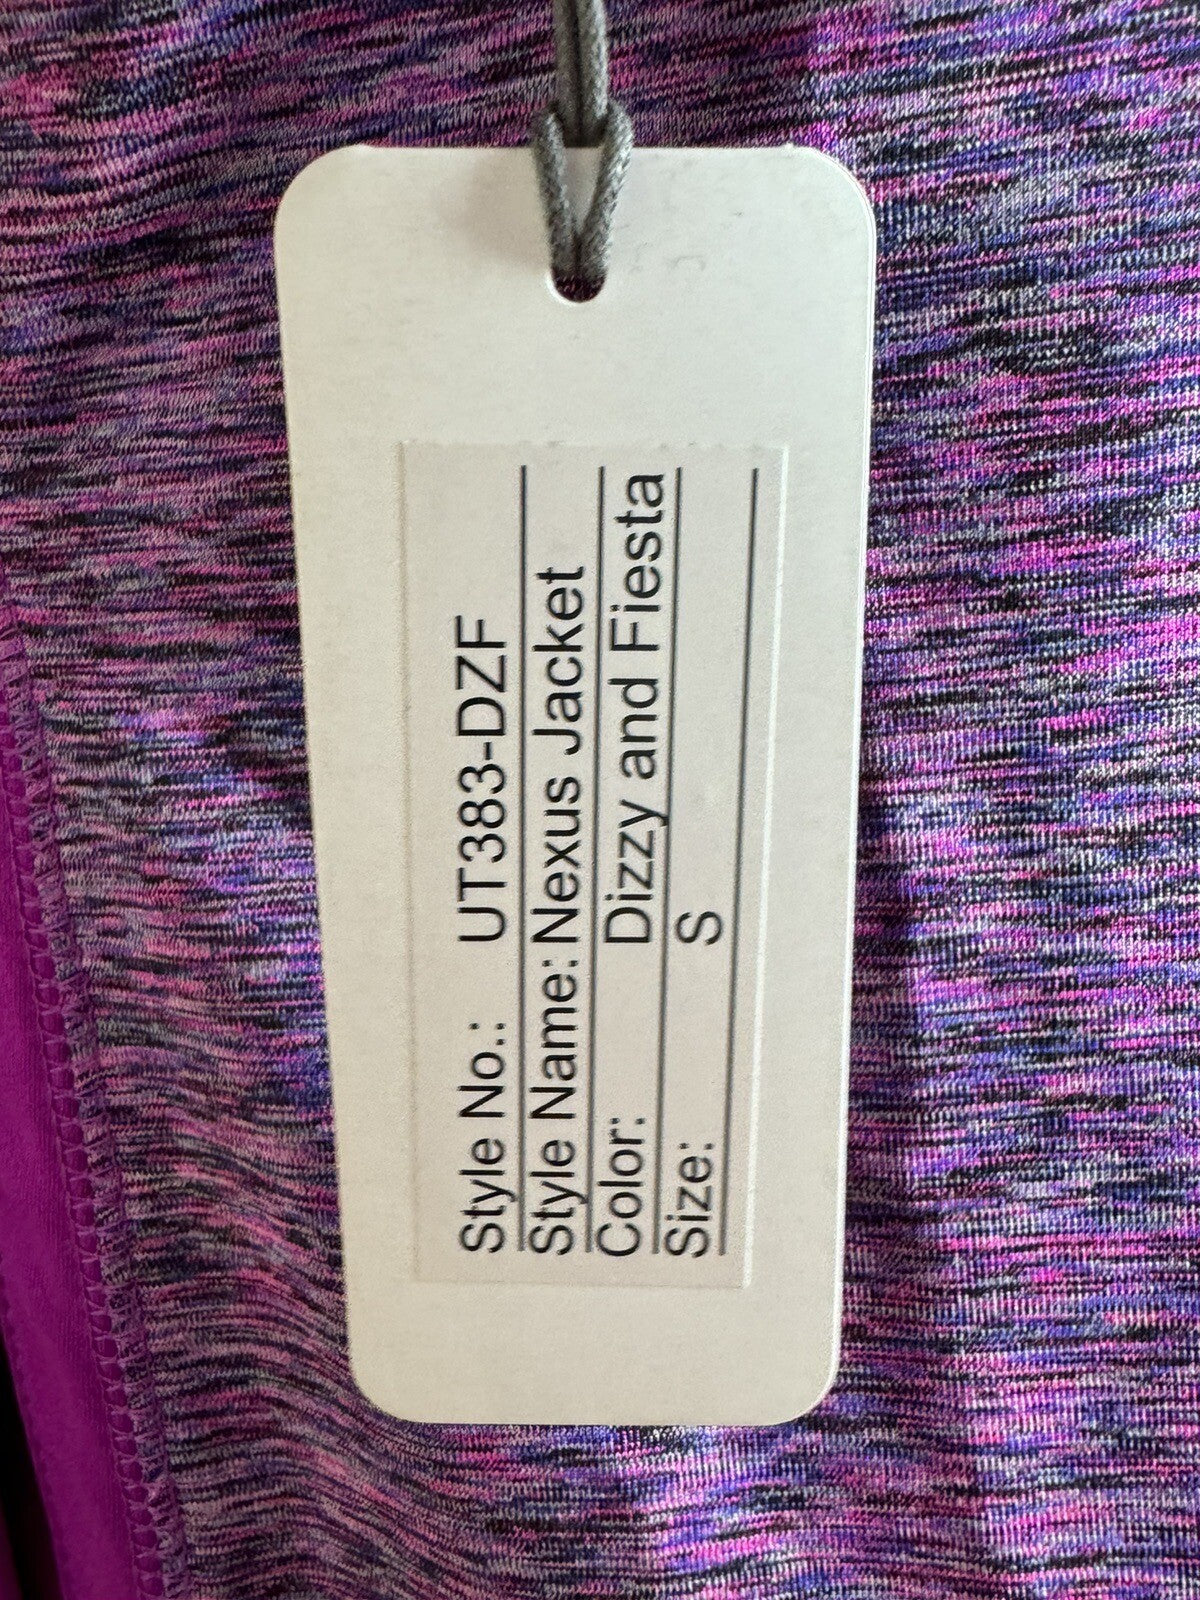 Style No.: UT383-DZF
Style Name: Nexus Jacket
Color: Dizzy and Fiesta
Size: S